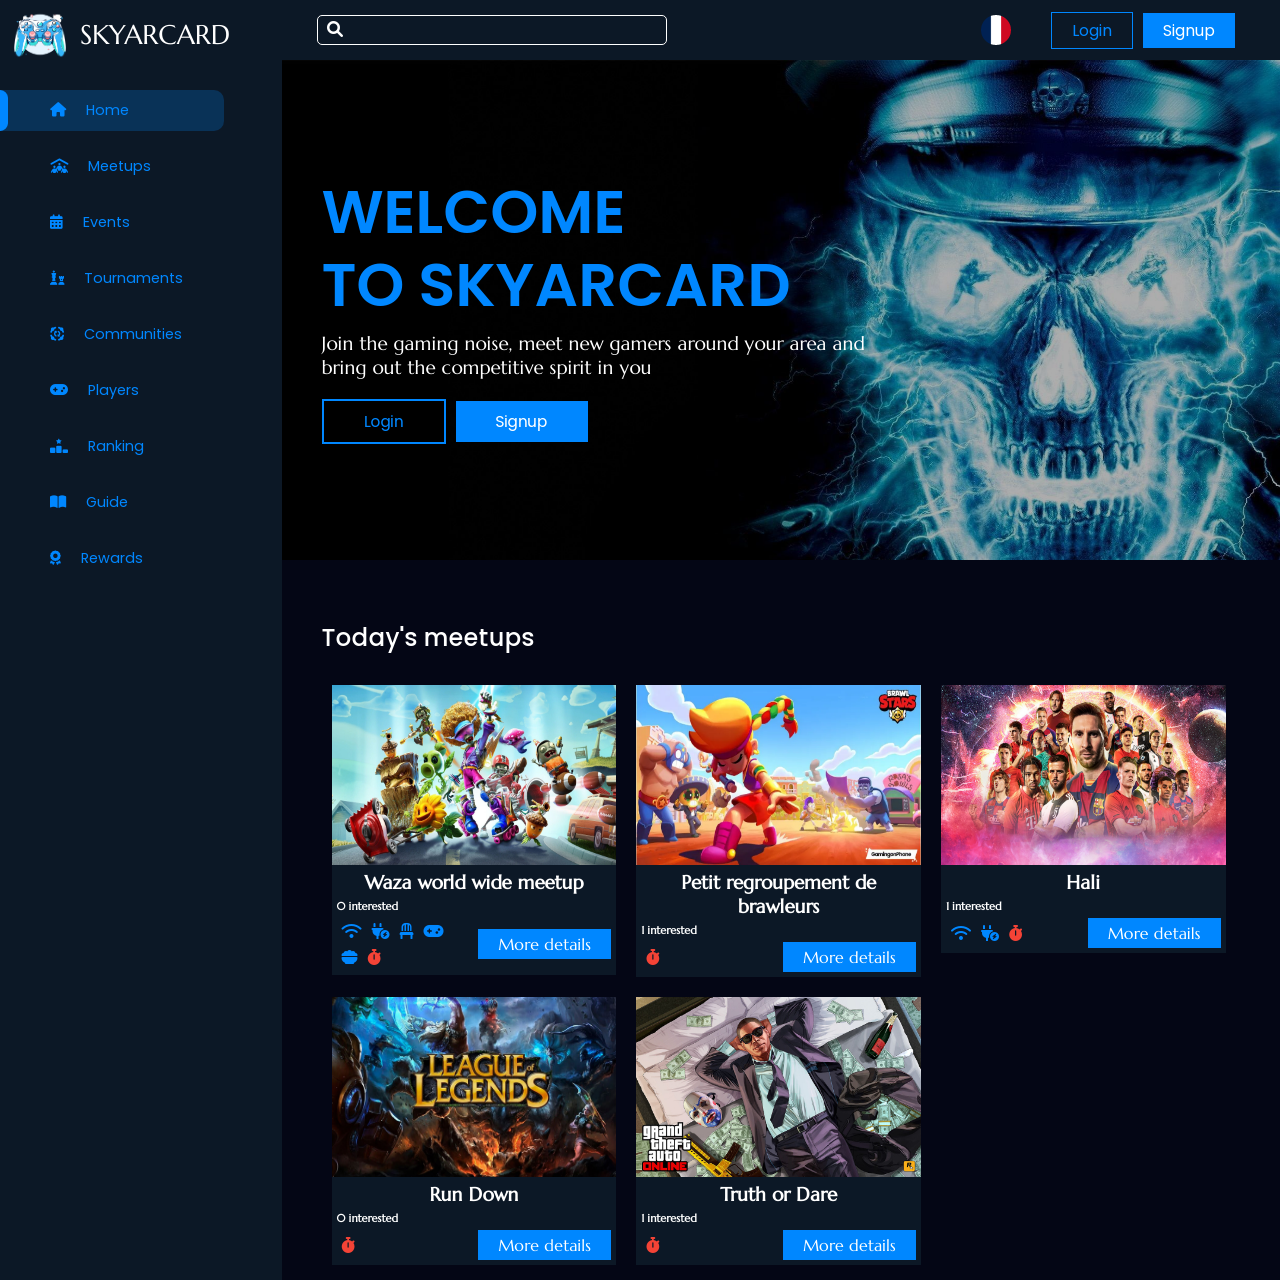 SKYARCARD
Login
Signup
Home
Meetups
Events
Tournaments
Communities
Players
Ranking
Guide
Rewards
WELCOME
TO SKYARCARD
Join the gaming noise, meet new gamers around your area and
bring out the competitive spirit in you
Login
Signup
Today's meetups
BRAWL
STARS
GamingonPhone
Waza world wide meetup
0 interested
More details
Petit regroupement de
brawleurs
1 interested
More details
Hali
1 interested
More details
LEAGUE of
LEGENDS
Run Down
0 interested
More details
grand
theft
auto
ONLINE
R
Truth or Dare
1 interested
More details